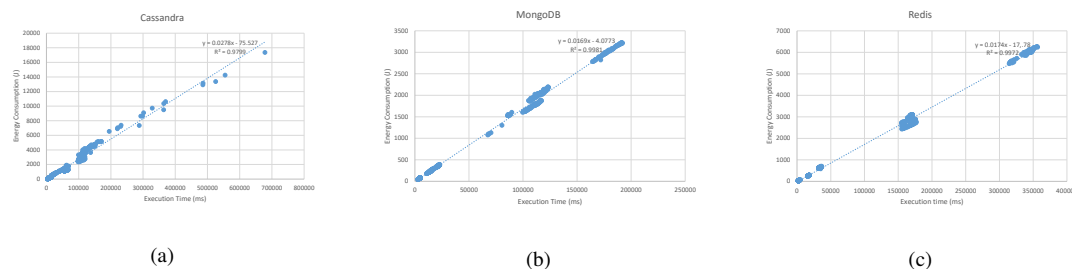 Cassandra
20000
18000
16000
14000
12000
10000
8000
6000
4000
2000
0
Energy Consumption (J)
y = 0.0278x - 75.527
R² = 0.9799
0 100000 200000 300000 400000 500000 600000 700000 800000
Execution Time (ms)
(a)
MongoDB
3500
3000
2500
2000
1500
1000
500
0
Energy Consumption (J)
y = 0.0169x - 4.0773
R² = 0.9981
0 50000 100000 150000 200000 250000
Execution Time (ms)
(b)
Redis
7000
6000
5000
4000
3000
2000
1000
0
Energy Consumption (J)
y = 0.0174x - 17
R² = 0.9972
0 50000 100000 150000 200000 250000 300000 350000 400000
Execution time (ms)
(c)